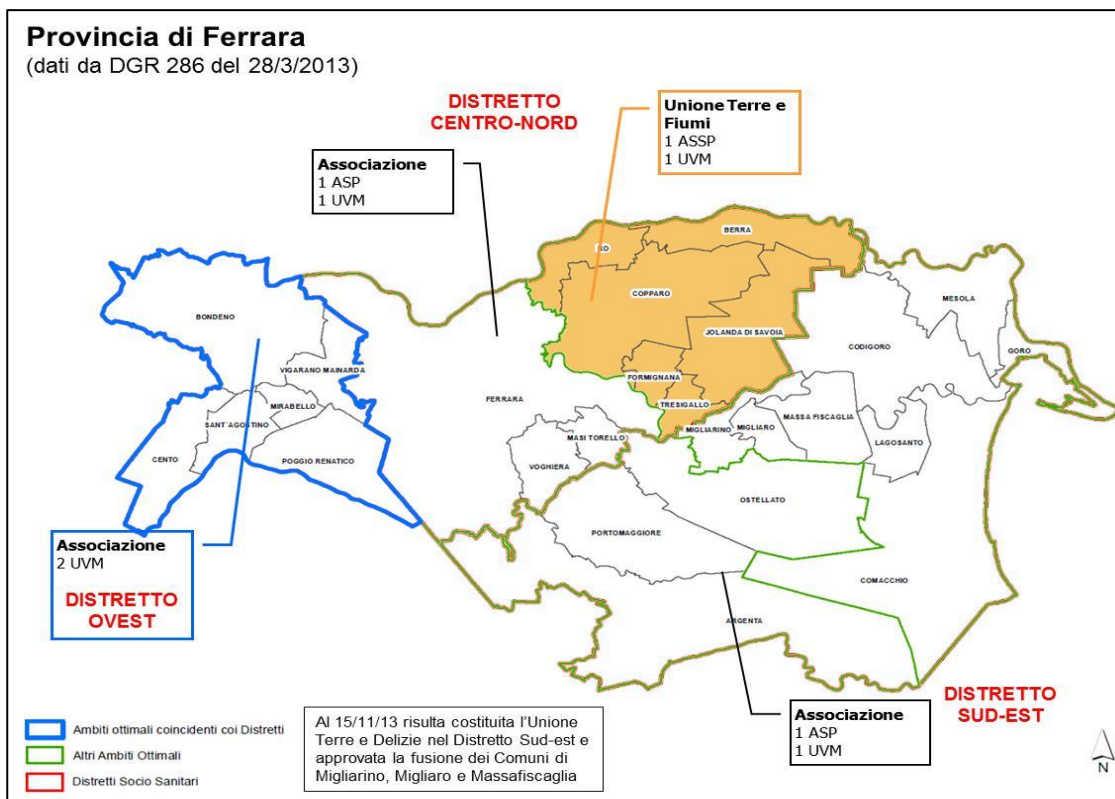 Provincia di Ferrara
(dati da DGR 286 del 28/3/2013)
DISTRETTO
CENTRO-NORD
Unione Terre e
Fiumi
1 ASSP
1 UVM
Associazione
1 ASP
1 UVM
BERRA
RO
COPPARO
MESOLA
BONDENO
JOLANDA DI SAVOIA
CODIGORO
GORO
VIGARANO MAINARDA
FORMIGNANA
FERRARA
TRESIGALLO
MIRABELLO
MASSA FISCAGLIA
SANT'AGOSTINO
MIGLIARO
MIGLIARINO
MASI TORELLO
LAGOSANTO
CENTO
POGGIO RENATICO
VOGHIERA
OSTELLATO
PORTOMAGGIORE
Associazione
2 UVM
DISTRETTO
OVEST
COMACCHIO
ARGENTA
DISTRETTO
SUD-EST
Associazione
1 ASP
1 UVM
Ambiti ottimali coincidenti coi Distretti
Altri Ambiti Ottimali
Distretti Socio Sanitari
Al 15/11/13 risulta costituita l'Unione
Terre e Delizie nel Distretto Sud-est e
approvata la fusione dei Comuni di
Migliarino, Migliaro e Massafiscaglia
N